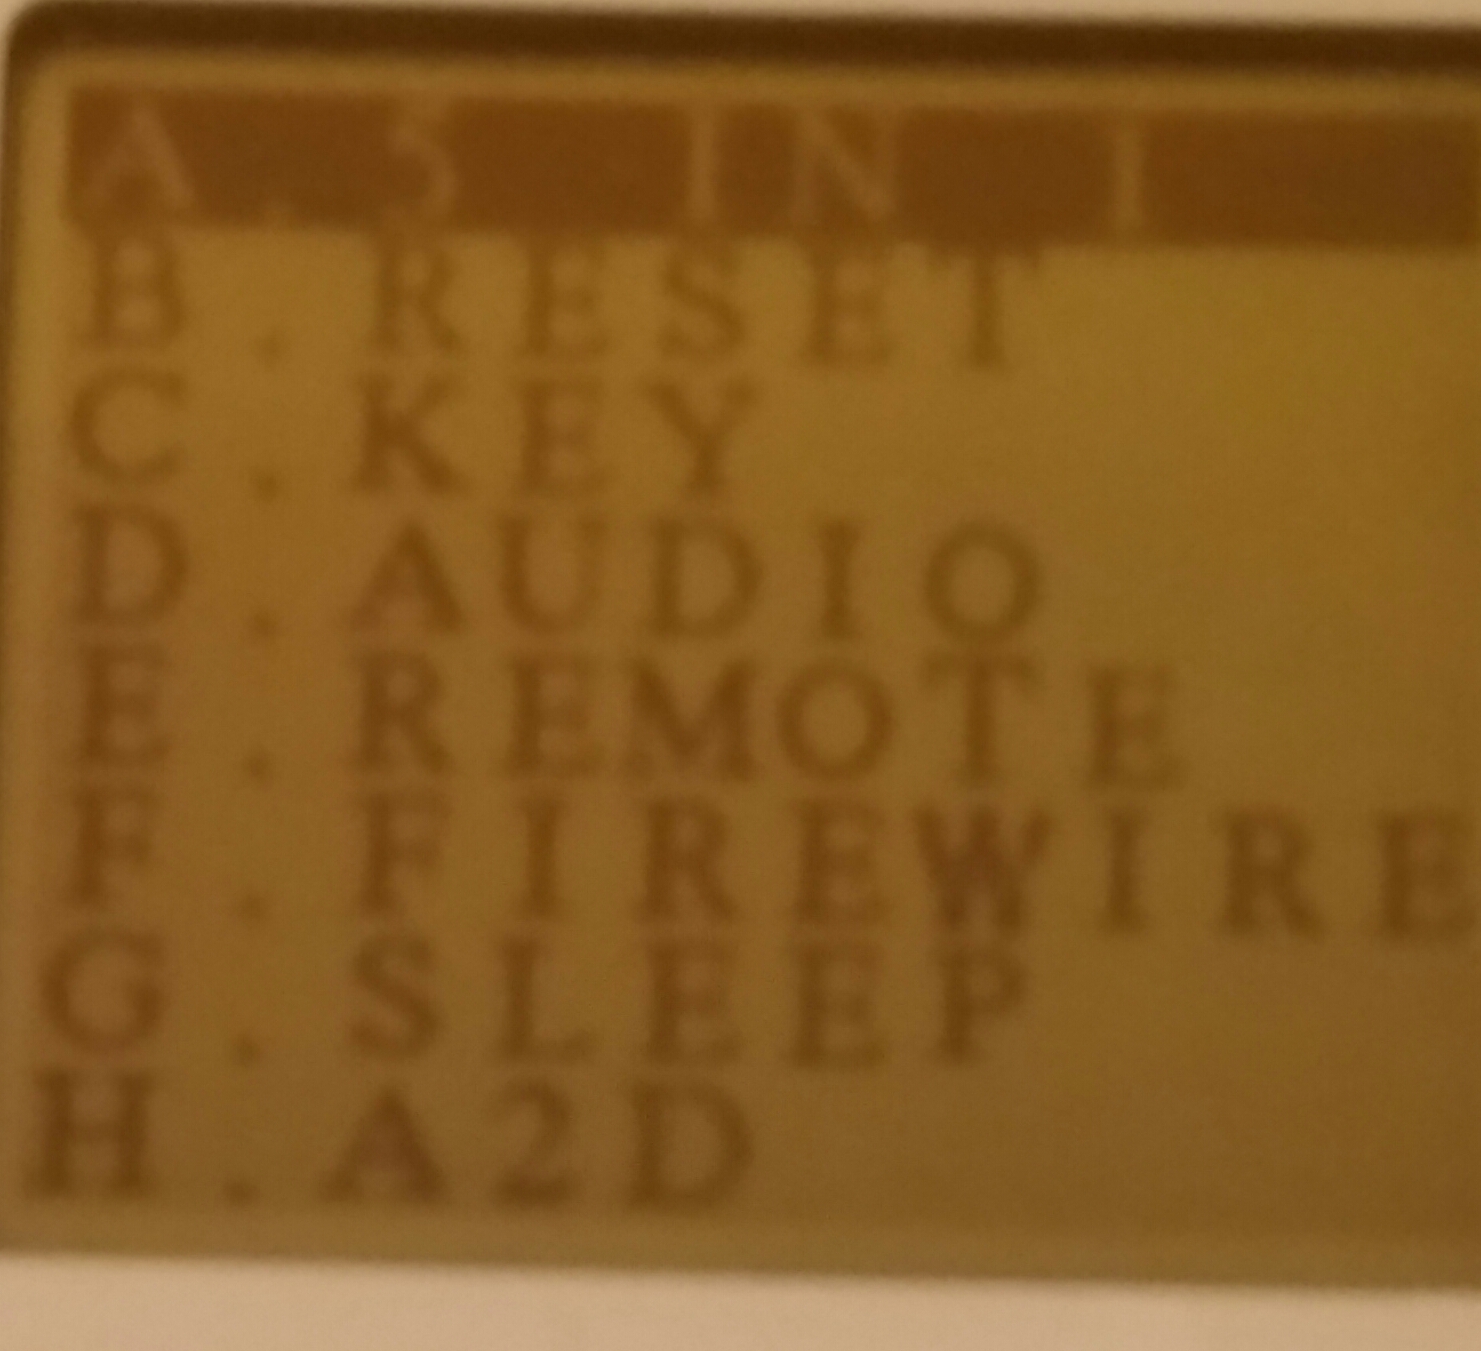 A. 5 IN 1
B. RESET
C. KEY
D. AUDIO
E. REMOTE
F. FIREWIRE
G. SLEEP
H. A2D